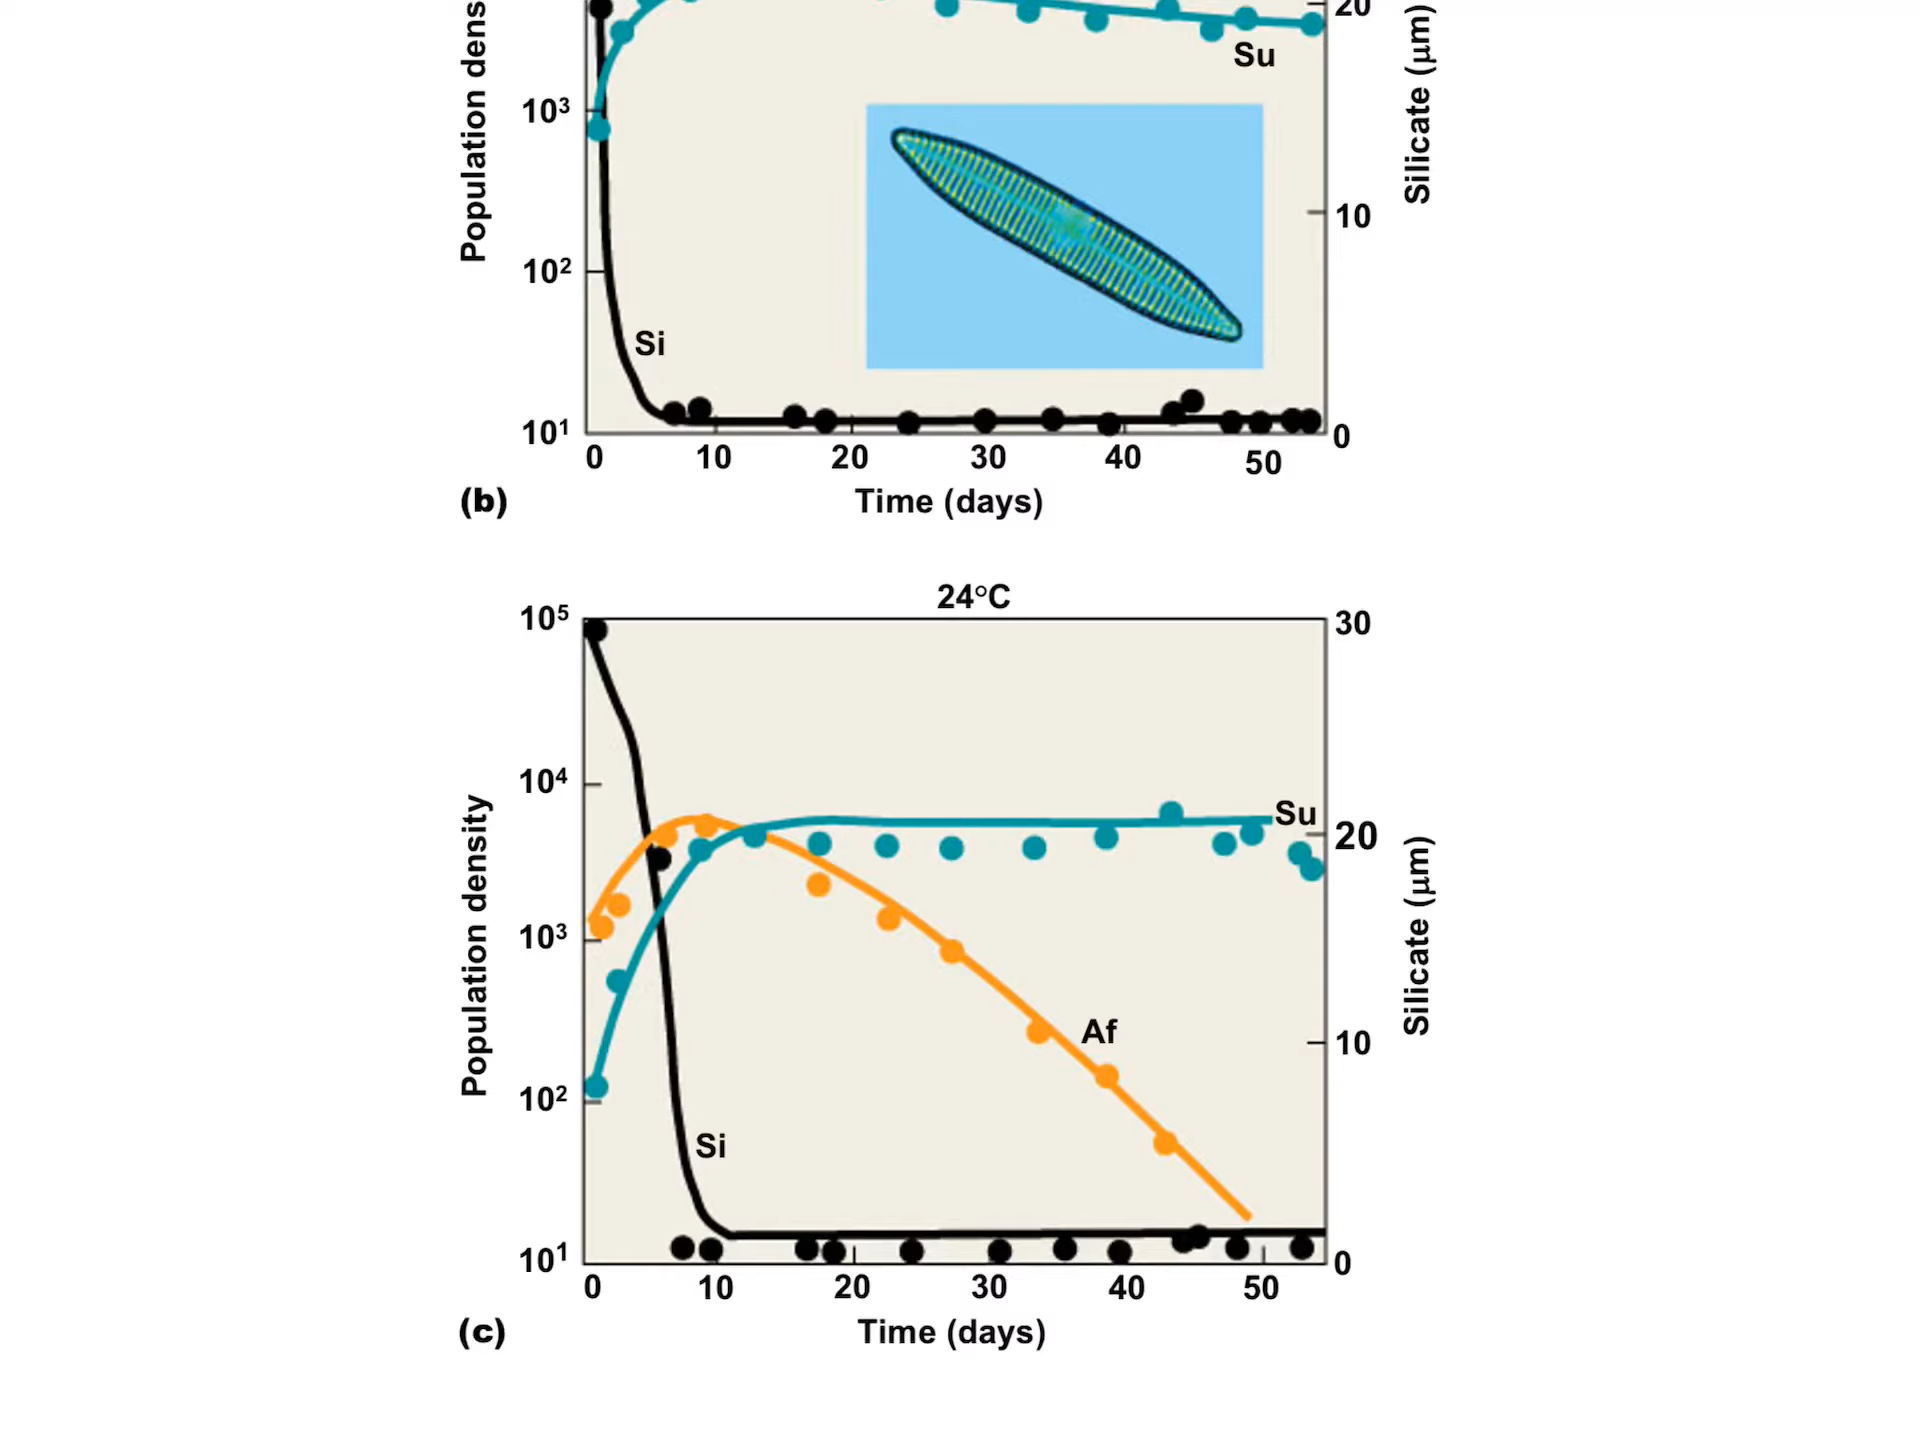 Population dens
20
Silicate (μm)
Su
10³
10
10²
Si
10¹
0
0 10 20 30 40 50
(b)
Time (days)
24°C
10⁵
30
10⁴
Su
20
Population density
Silicate (μm)
10³
Af
10
10²
Si
10¹
0
0 10 20 30 40 50
(c)
Time (days)